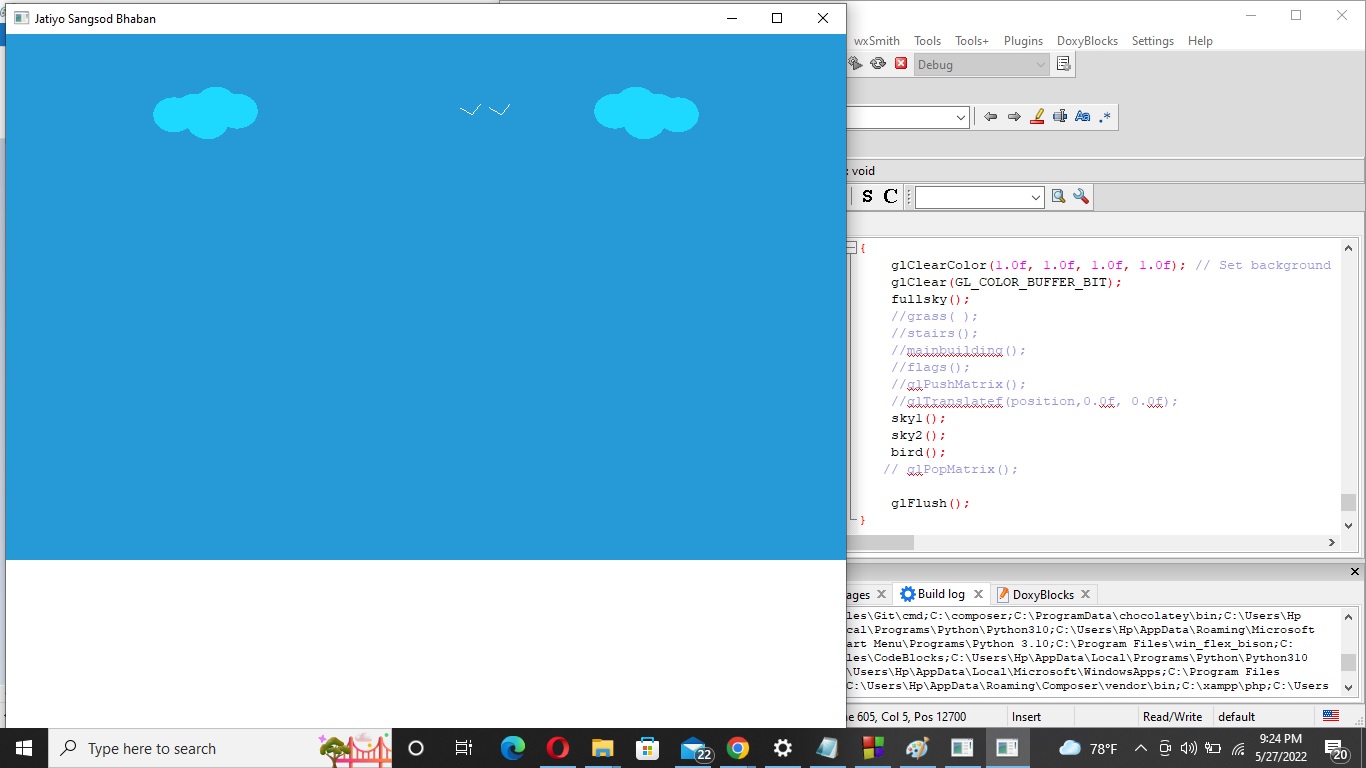 Jatiyo Sangsod Bhaban
wxSmith Tools Tools+ Plugins DoxyBlocks Settings Help
Debug
Aa .*
: void
S C
{
glClearColor(1.0f, 1.0f, 1.0f, 1.0f); // Set background
glClear(GL_COLOR_BUFFER_BIT);
fullsky();
//grass( );
//stairs();
//mainbuilding();
//flags();
//glPushMatrix();
//glTranslatef(position,0.0f, 0.0f);
sky1();
sky2();
bird();
// glPopMatrix();
glFlush();
}
ages Build log DoxyBlocks
les\Git\cmd;C:\composer;C:\ProgramData\chocolatey\bin;C:\Users\Hp
cal\Programs\Python\Python310;C:\Users\Hp\AppData\Roaming\Microsoft
art Menu\Programs\Python 3.10;C:\Program Files\win_flex_bison;C:
les\CodeBlocks;C:\Users\Hp\AppData\Local\Programs\Python\Python310
\Users\Hp\AppData\Local\Microsoft\WindowsApps;C:\Program Files
C:\Users\Hp\AppData\Roaming\Composer\vendor\bin;C:\xampp\php;C:\Users
e 605, Col 5, Pos 12700 Insert Read/Write default
Type here to search 22 78°F 9:24 PM
5/27/2022 20